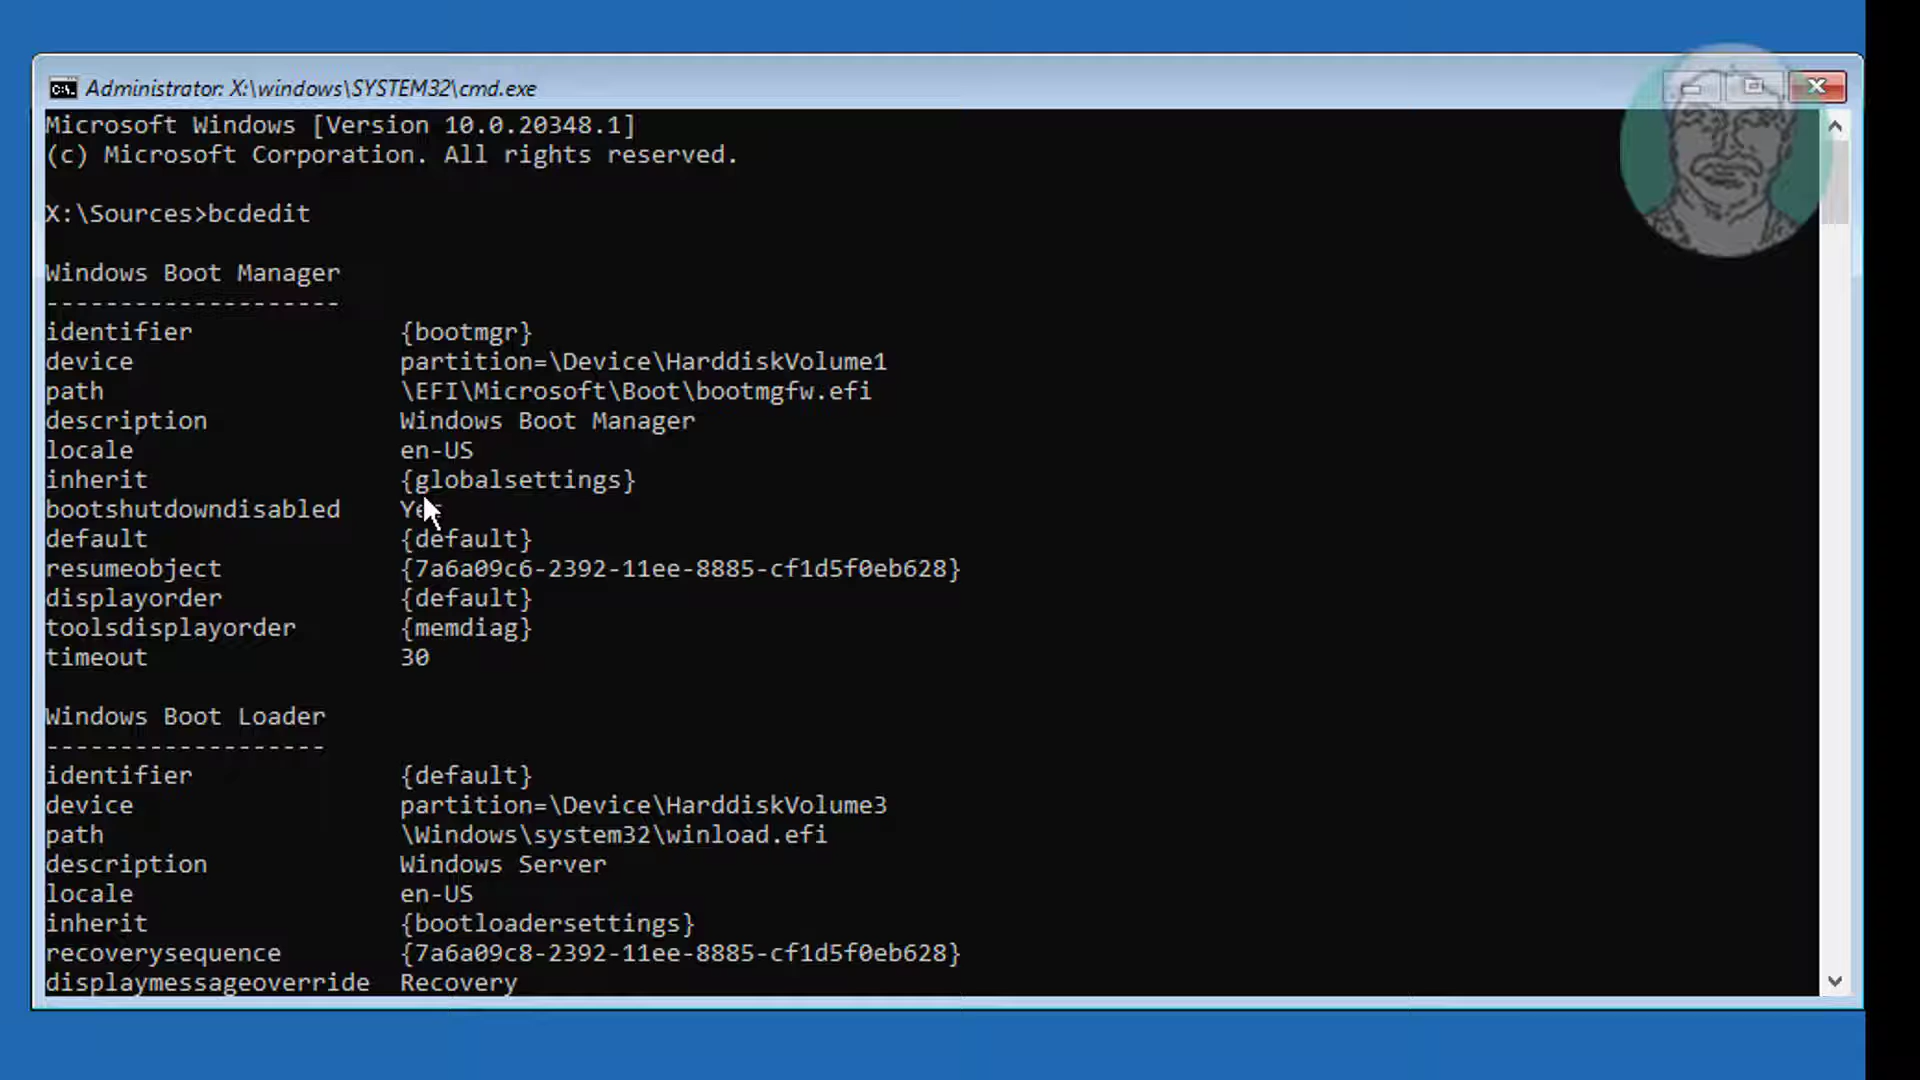 Administrator: X:\windows\SYSTEM32\cmd.exe
Microsoft Windows [Version 10.0.20348.1]
(c) Microsoft Corporation. All rights reserved.
X:\Sources>bcdedit
Windows Boot Manager
--------------------
identifier {bootmgr}
device partition=\Device\HarddiskVolume1
path \EFI\Microsoft\Boot\bootmgfw.efi
description Windows Boot Manager
locale en-US
inherit {globalsettings}
bootshutdowndisabled Yes
default {default}
resumeobject {7a6a09c6-2392-11ee-8885-cf1d5f0eb628}
displayorder {default}
toolsdisplayorder {memdiag}
timeout 30
Windows Boot Loader
-------------------
identifier {default}
device partition=\Device\HarddiskVolume3
path \Windows\system32\winload.efi
description Windows Server
locale en-US
inherit {bootloadersettings}
recoverysequence {7a6a09c8-2392-11ee-8885-cf1d5f0eb628}
displaymessageoverride Recovery